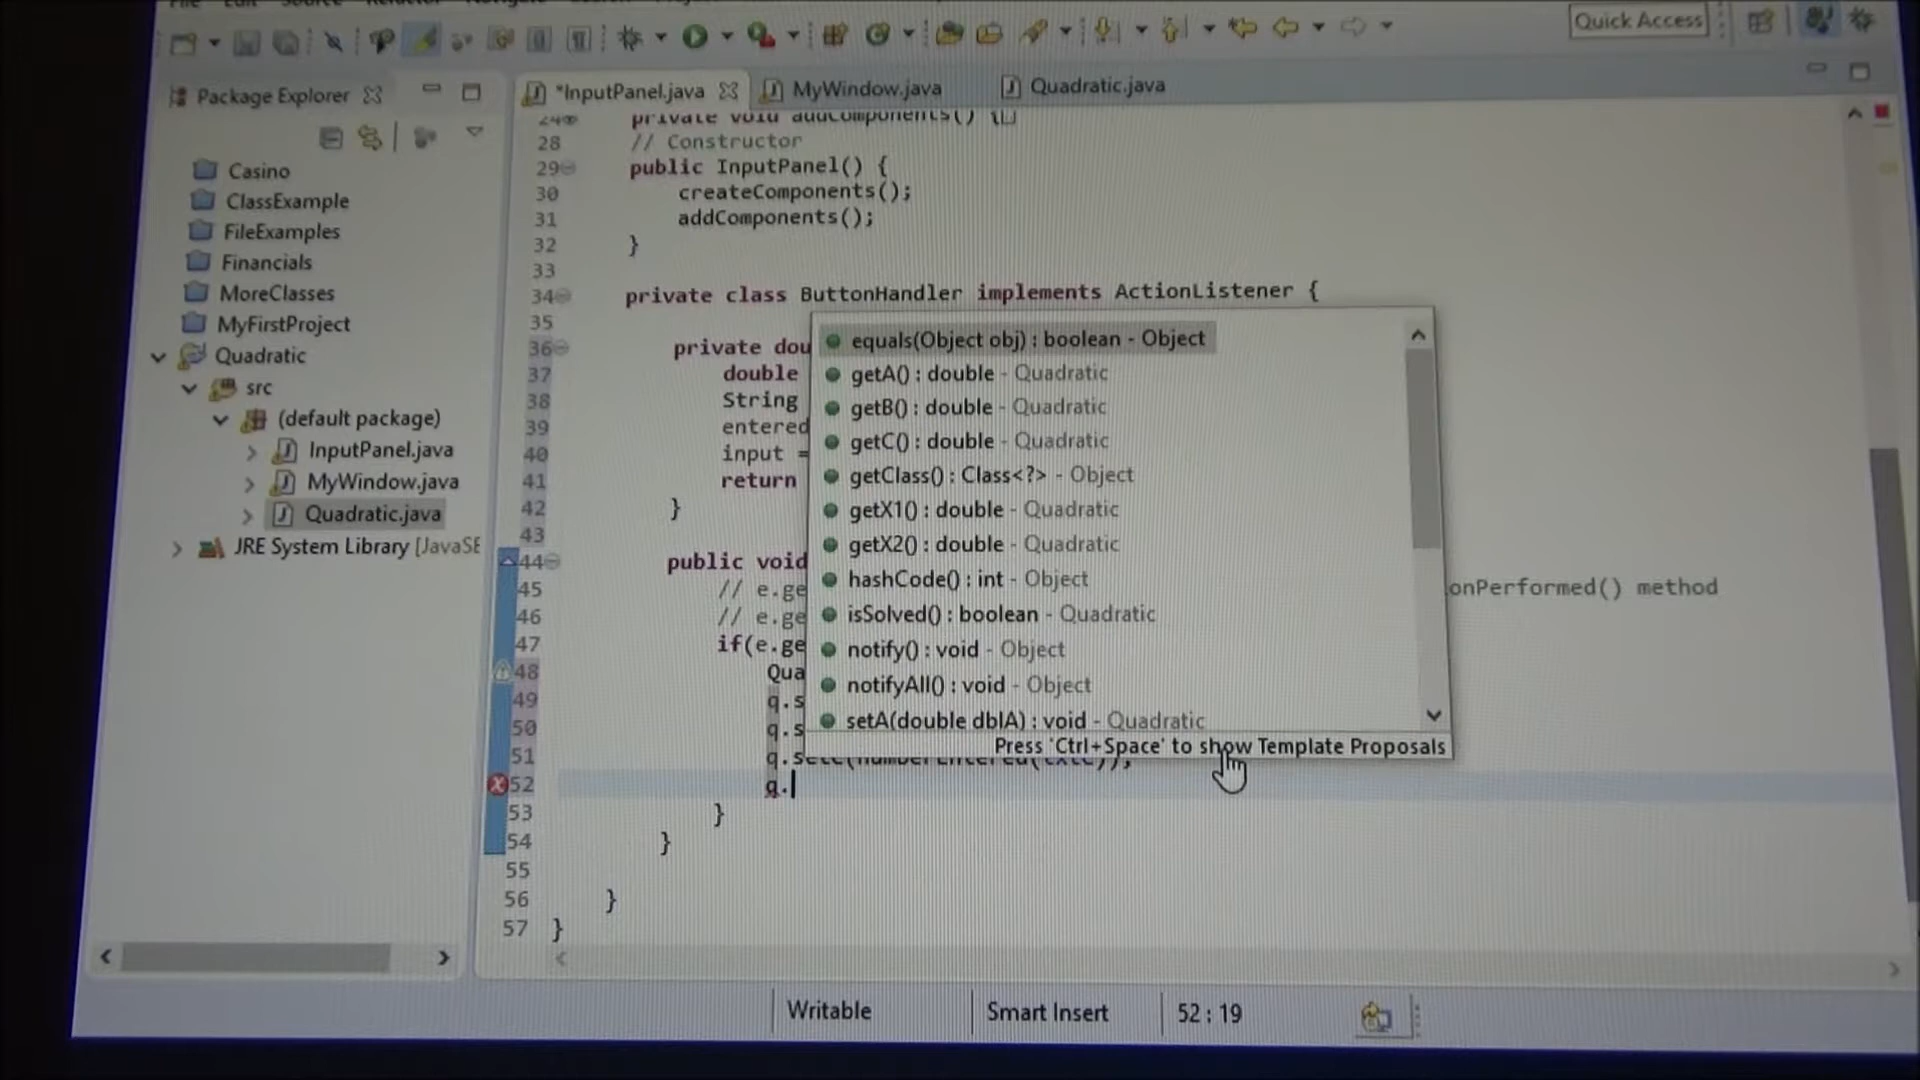 Quick Access
Package Explorer
*InputPanel.java
MyWindow.java
Quadratic.java
Casino
ClassExample
FileExamples
Financials
MoreClasses
MyFirstProject
Quadratic
src
(default package)
InputPanel.java
MyWindow.java
Quadratic.java
JRE System Library [JavaSE
24 private void addComponents() {
28 // Constructor
29 public InputPanel() {
30 createComponents();
31 addComponents();
32 }
33
34 private class ButtonHandler implements ActionListener {
35
36 private dou
37 double
38 String
39 entered
40 input =
41 return
42 }
43
44 public void
45 // e.ge onPerformed() method
46 // e.ge
47 if(e.ge
48 Qua
49 q.s
50 q.s
51 q.setC(numberEntered(txtC));
52 q.
53 }
54 }
55
56 }
57 }
equals(Object obj) : boolean - Object
getA() : double - Quadratic
getB() : double - Quadratic
getC() : double - Quadratic
getClass() : Class<?> - Object
getX1() : double - Quadratic
getX2() : double - Quadratic
hashCode() : int - Object
isSolved() : boolean - Quadratic
notify() : void - Object
notifyAll() : void - Object
setA(double dblA) : void - Quadratic
Press 'Ctrl+Space' to show Template Proposals
Writable
Smart Insert
52 : 19